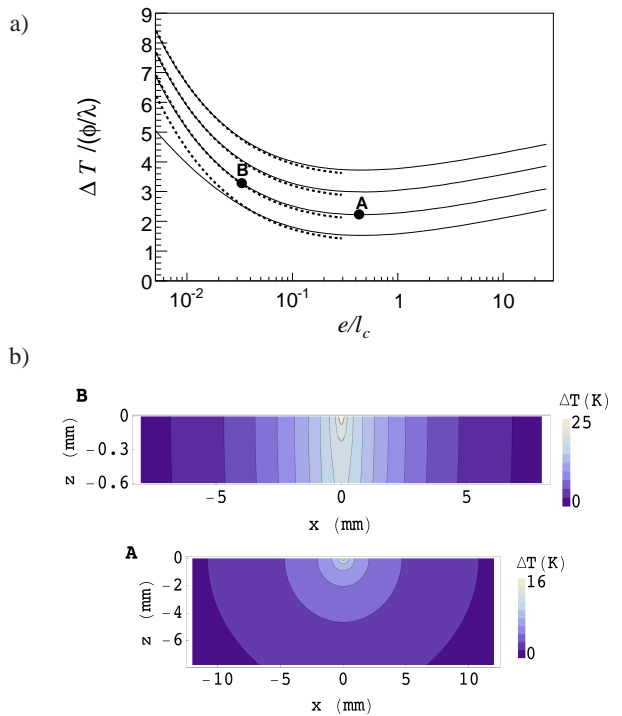 a)
9
8
7
6
5
4
3
2
1
0
Δ T /(ϕ/λ)
B
A
10⁻² 10⁻¹ 1 10
e/l_c
b)
B
ΔT(K)
25
0
0
-0.3
-0.6
z (mm)
-5 0 5
x (mm)
A
ΔT(K)
16
0
0
-2
-4
-6
z (mm)
-10 -5 0 5 10
x (mm)